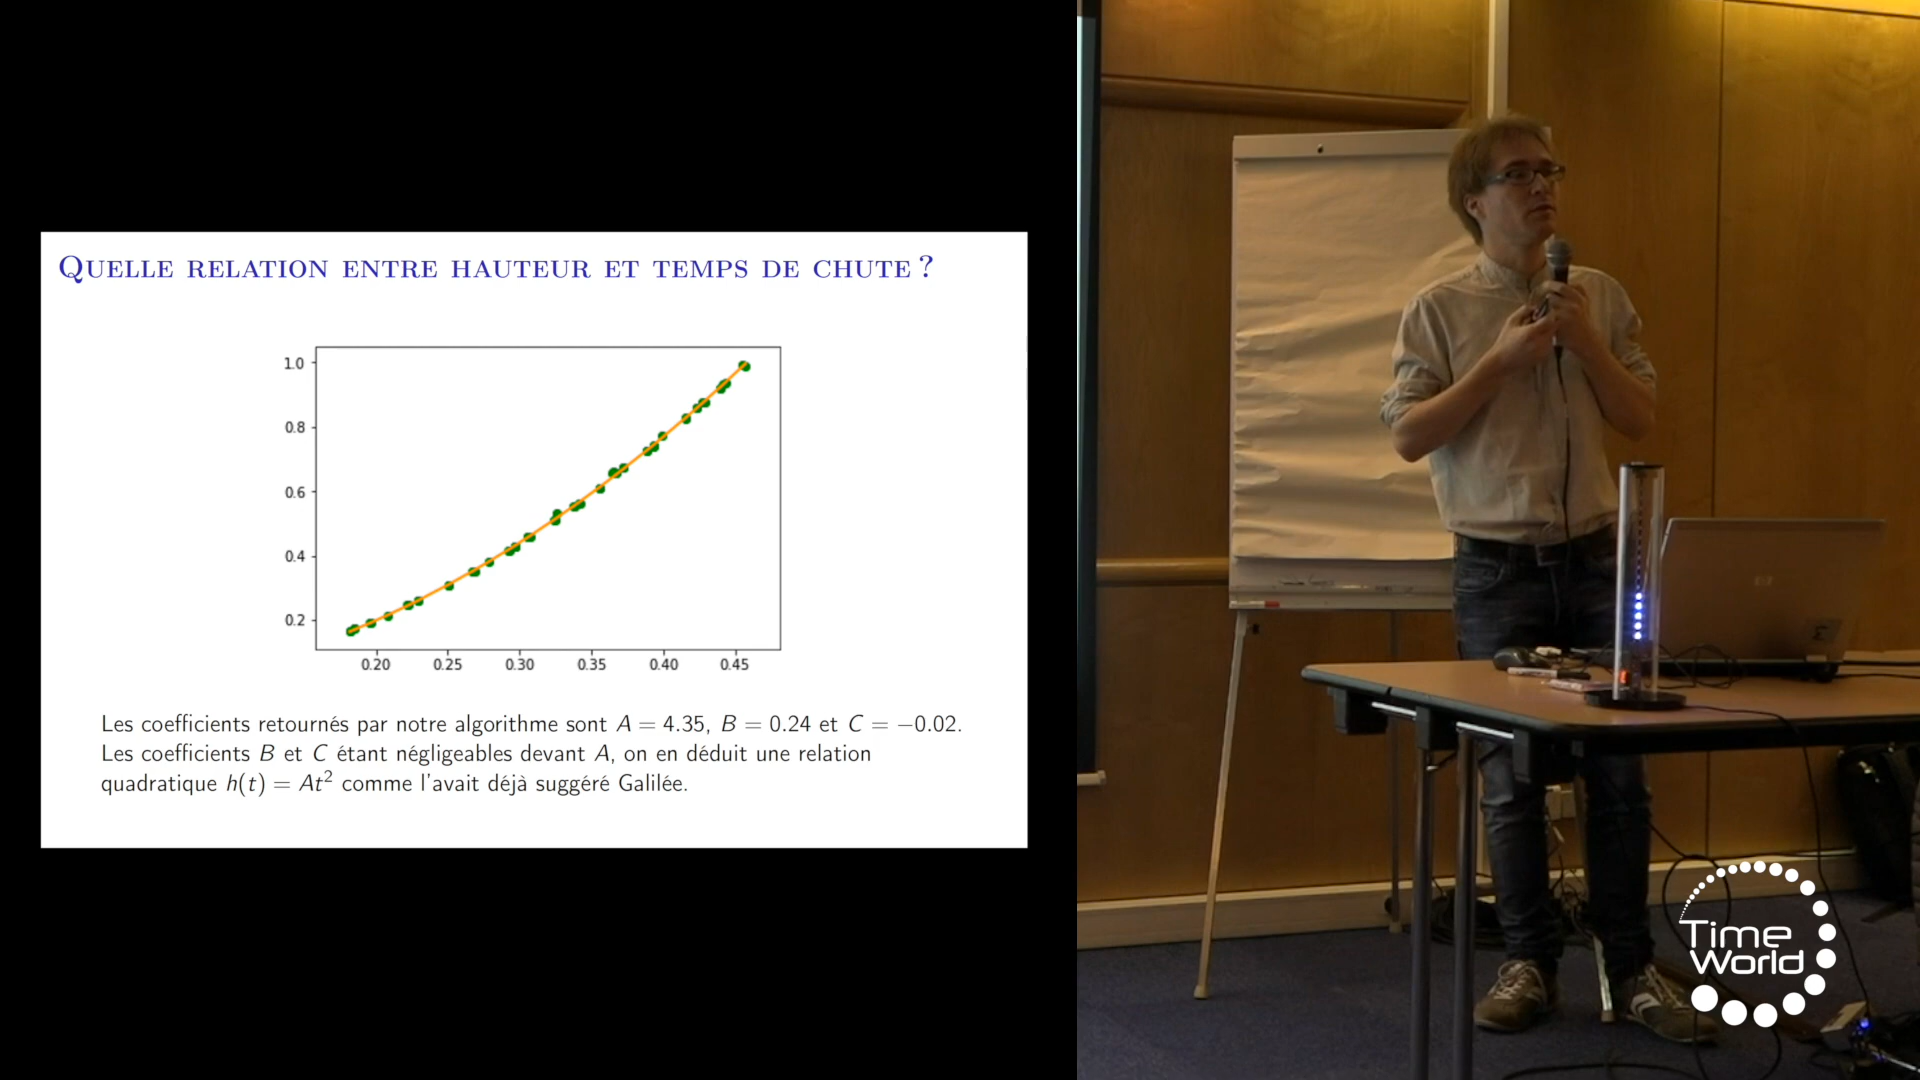 QUELLE RELATION ENTRE HAUTEUR ET TEMPS DE CHUTE ?
1.0
0.8
0.6
0.4
0.2
0.20 0.25 0.30 0.35 0.40 0.45
Les coefficients retournés par notre algorithme sont A = 4.35, B = 0.24 et C = −0.02.
Les coefficients B et C étant négligeables devant A, on en déduit une relation
quadratique h(t) = At² comme l'avait déjà suggéré Galilée.
hp
Time
World